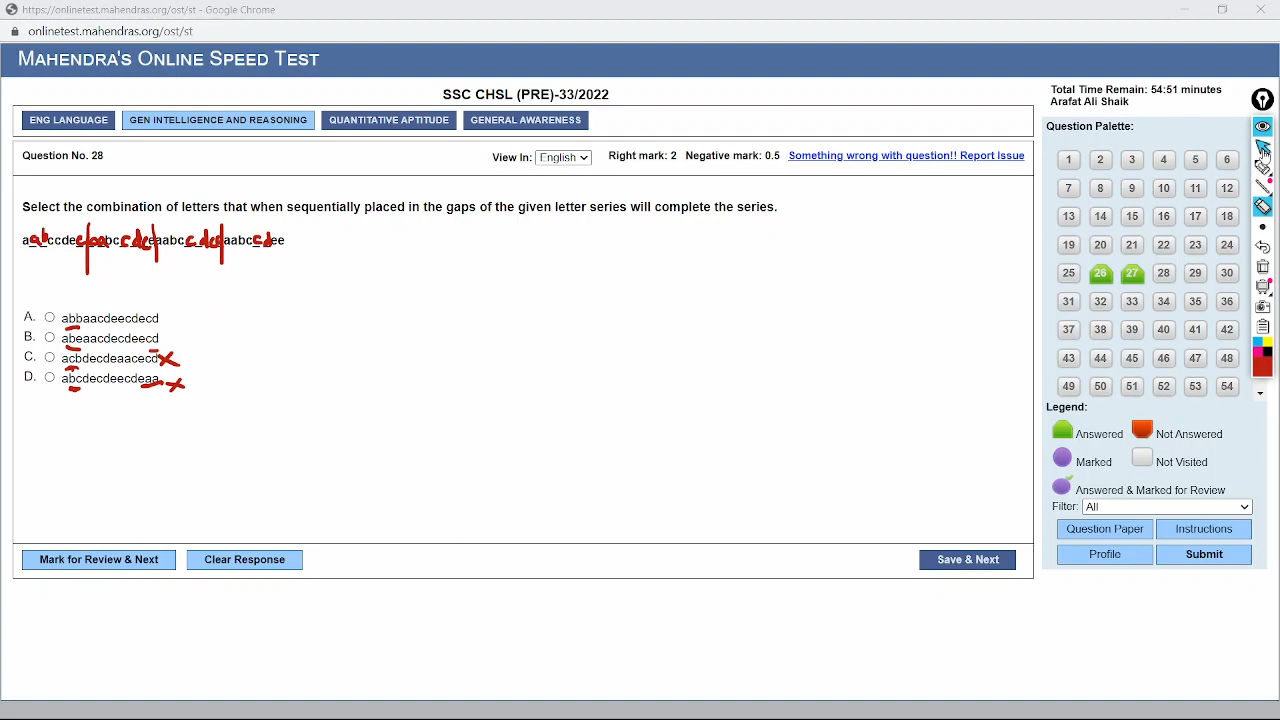 https://onlinetest.mahendras.org/ost/st - Google Chrome
onlinetest.mahendras.org/ost/st
MAHENDRA'S ONLINE SPEED TEST
SSC CHSL (PRE)-33/2022
ENG LANGUAGE GEN INTELLIGENCE AND REASONING QUANTITATIVE APTITUDE GENERAL AWARENESS
Question No. 28 View In: English Right mark: 2 Negative mark: 0.5 Something wrong with question!! Report Issue
Select the combination of letters that when sequentially placed in the gaps of the given letter series will complete the series.
A. abbaacdeecdecd
B. abeaacdecdeecd
C. acbdecdeaacecd
D. abcdecdeecdeaa
Mark for Review & Next Clear Response Save & Next
Total Time Remain: 54:51 minutes
Arafat Ali Shaik
Question Palette:
1 2 3 4 5 6
7 8 9 10 11 12
13 14 15 16 17 18
19 20 21 22 23 24
25 26 27 28 29 30
31 32 33 34 35 36
37 38 39 40 41 42
43 44 45 46 47 48
49 50 51 52 53 54
Legend:
Answered Not Answered
Marked Not Visited
Answered & Marked for Review
Filter: All
Question Paper Instructions
Profile Submit